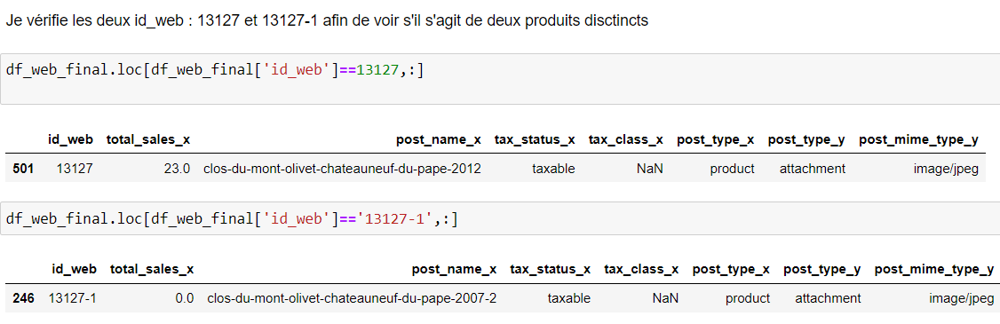 Je vérifie les deux id_web : 13127 et 13127-1 afin de voir s'il s'agit de deux produits disctincts
df_web_final.loc[df_web_final['id_web']==13127,:]
id_web total_sales_x post_name_x tax_status_x tax_class_x post_type_x post_type_y post_mime_type_y
501 13127 23.0 clos-du-mont-olivet-chateauneuf-du-pape-2012 taxable NaN product attachment image/jpeg
df_web_final.loc[df_web_final['id_web']=='13127-1',:]
id_web total_sales_x post_name_x tax_status_x tax_class_x post_type_x post_type_y post_mime_type_y
246 13127-1 0.0 clos-du-mont-olivet-chateauneuf-du-pape-2007-2 taxable NaN product attachment image/jpeg